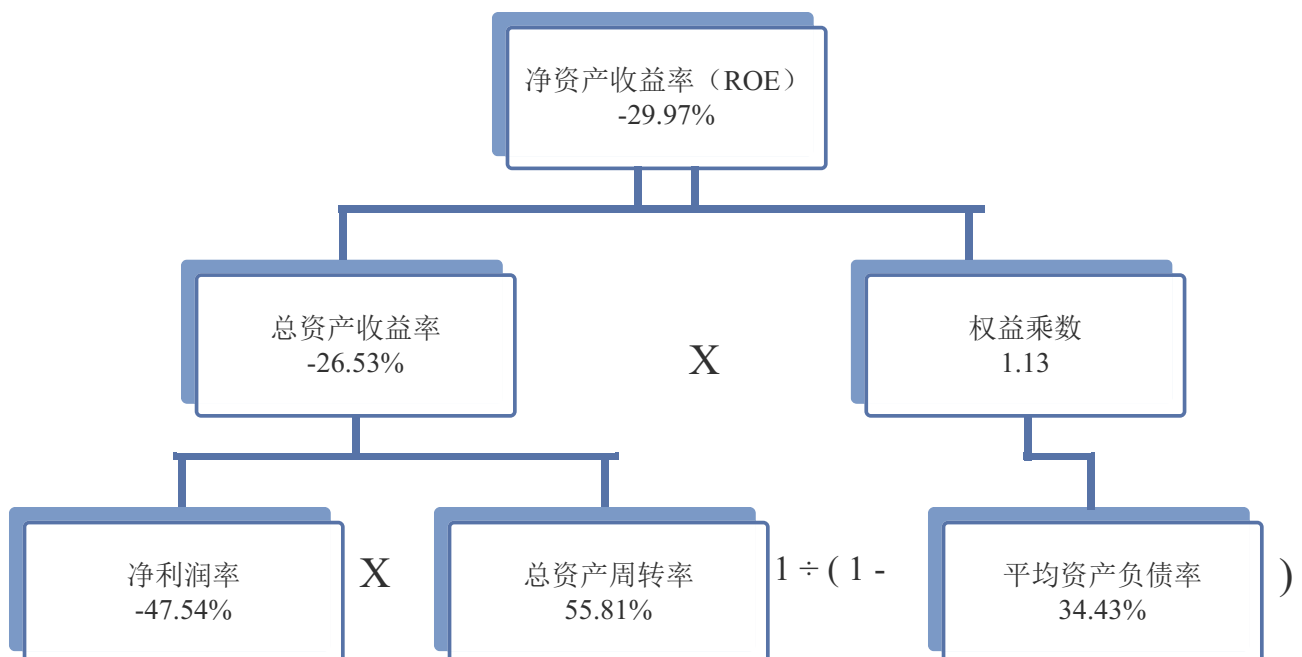 净资产收益率（ROE）
-29.97%
总资产收益率
-26.53%
X
权益乘数
1.13
净利润率
-47.54%
X
总资产周转率
55.81%
1 ÷ ( 1 -
平均资产负债率
34.43%
)